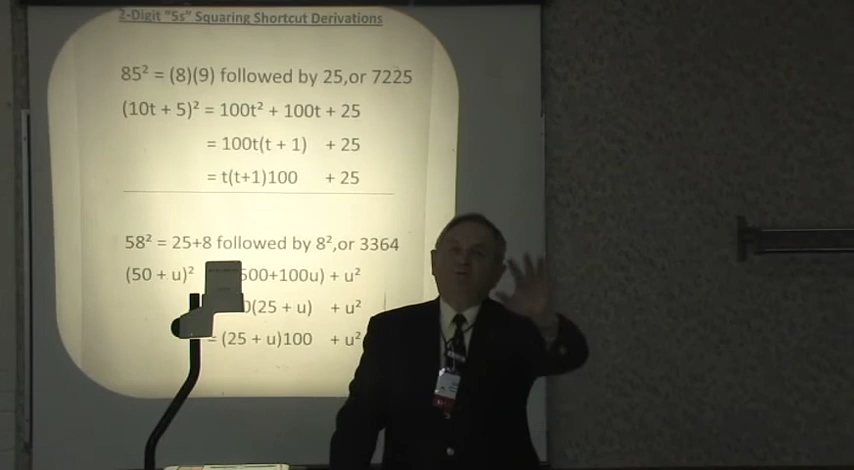 2-Digit "5s" Squaring Shortcut Derivations
85² = (8)(9) followed by 25,or 7225
(10t + 5)² = 100t² + 100t + 25
= 100t(t + 1) + 25
= t(t+1)100 + 25
58² = 25+8 followed by 8²,or 3364
(50 + u)² 500+100u) + u²
0(25 + u) + u²
= (25 + u)100 + u²